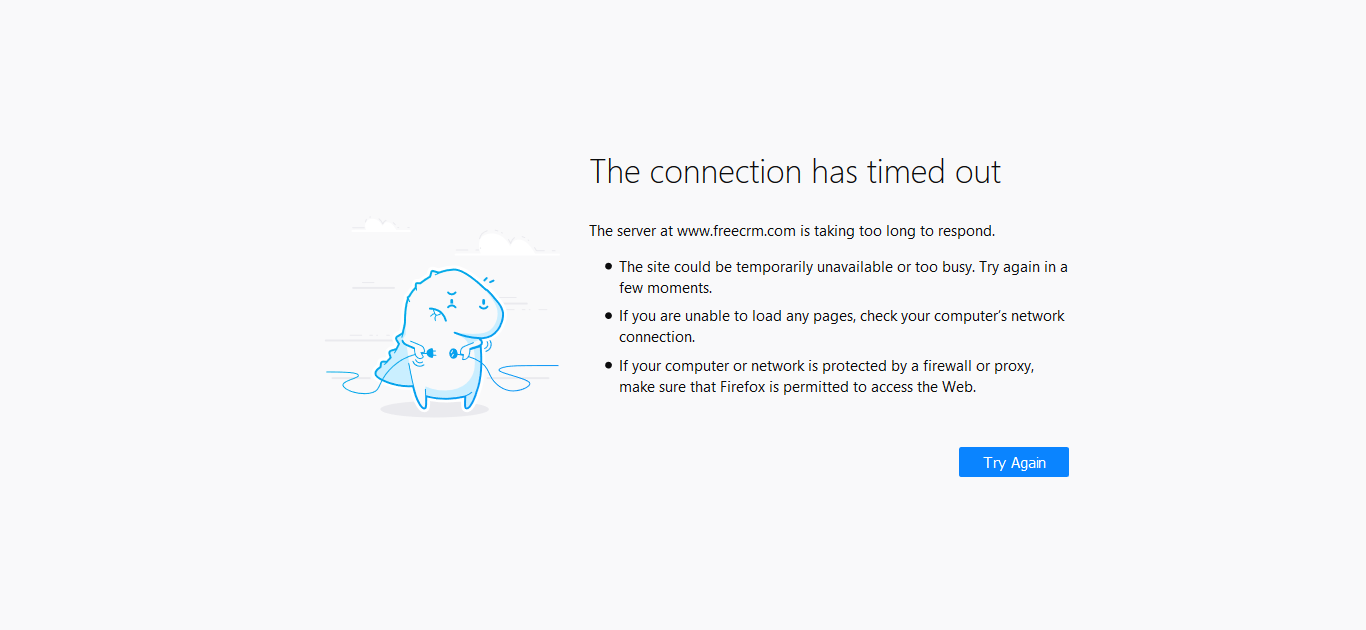 The connection has timed out
The server at www.freecrm.com is taking too long to respond.
● The site could be temporarily unavailable or too busy. Try again in a
few moments.
● If you are unable to load any pages, check your computer’s network
connection.
● If your computer or network is protected by a firewall or proxy,
make sure that Firefox is permitted to access the Web.
Try Again